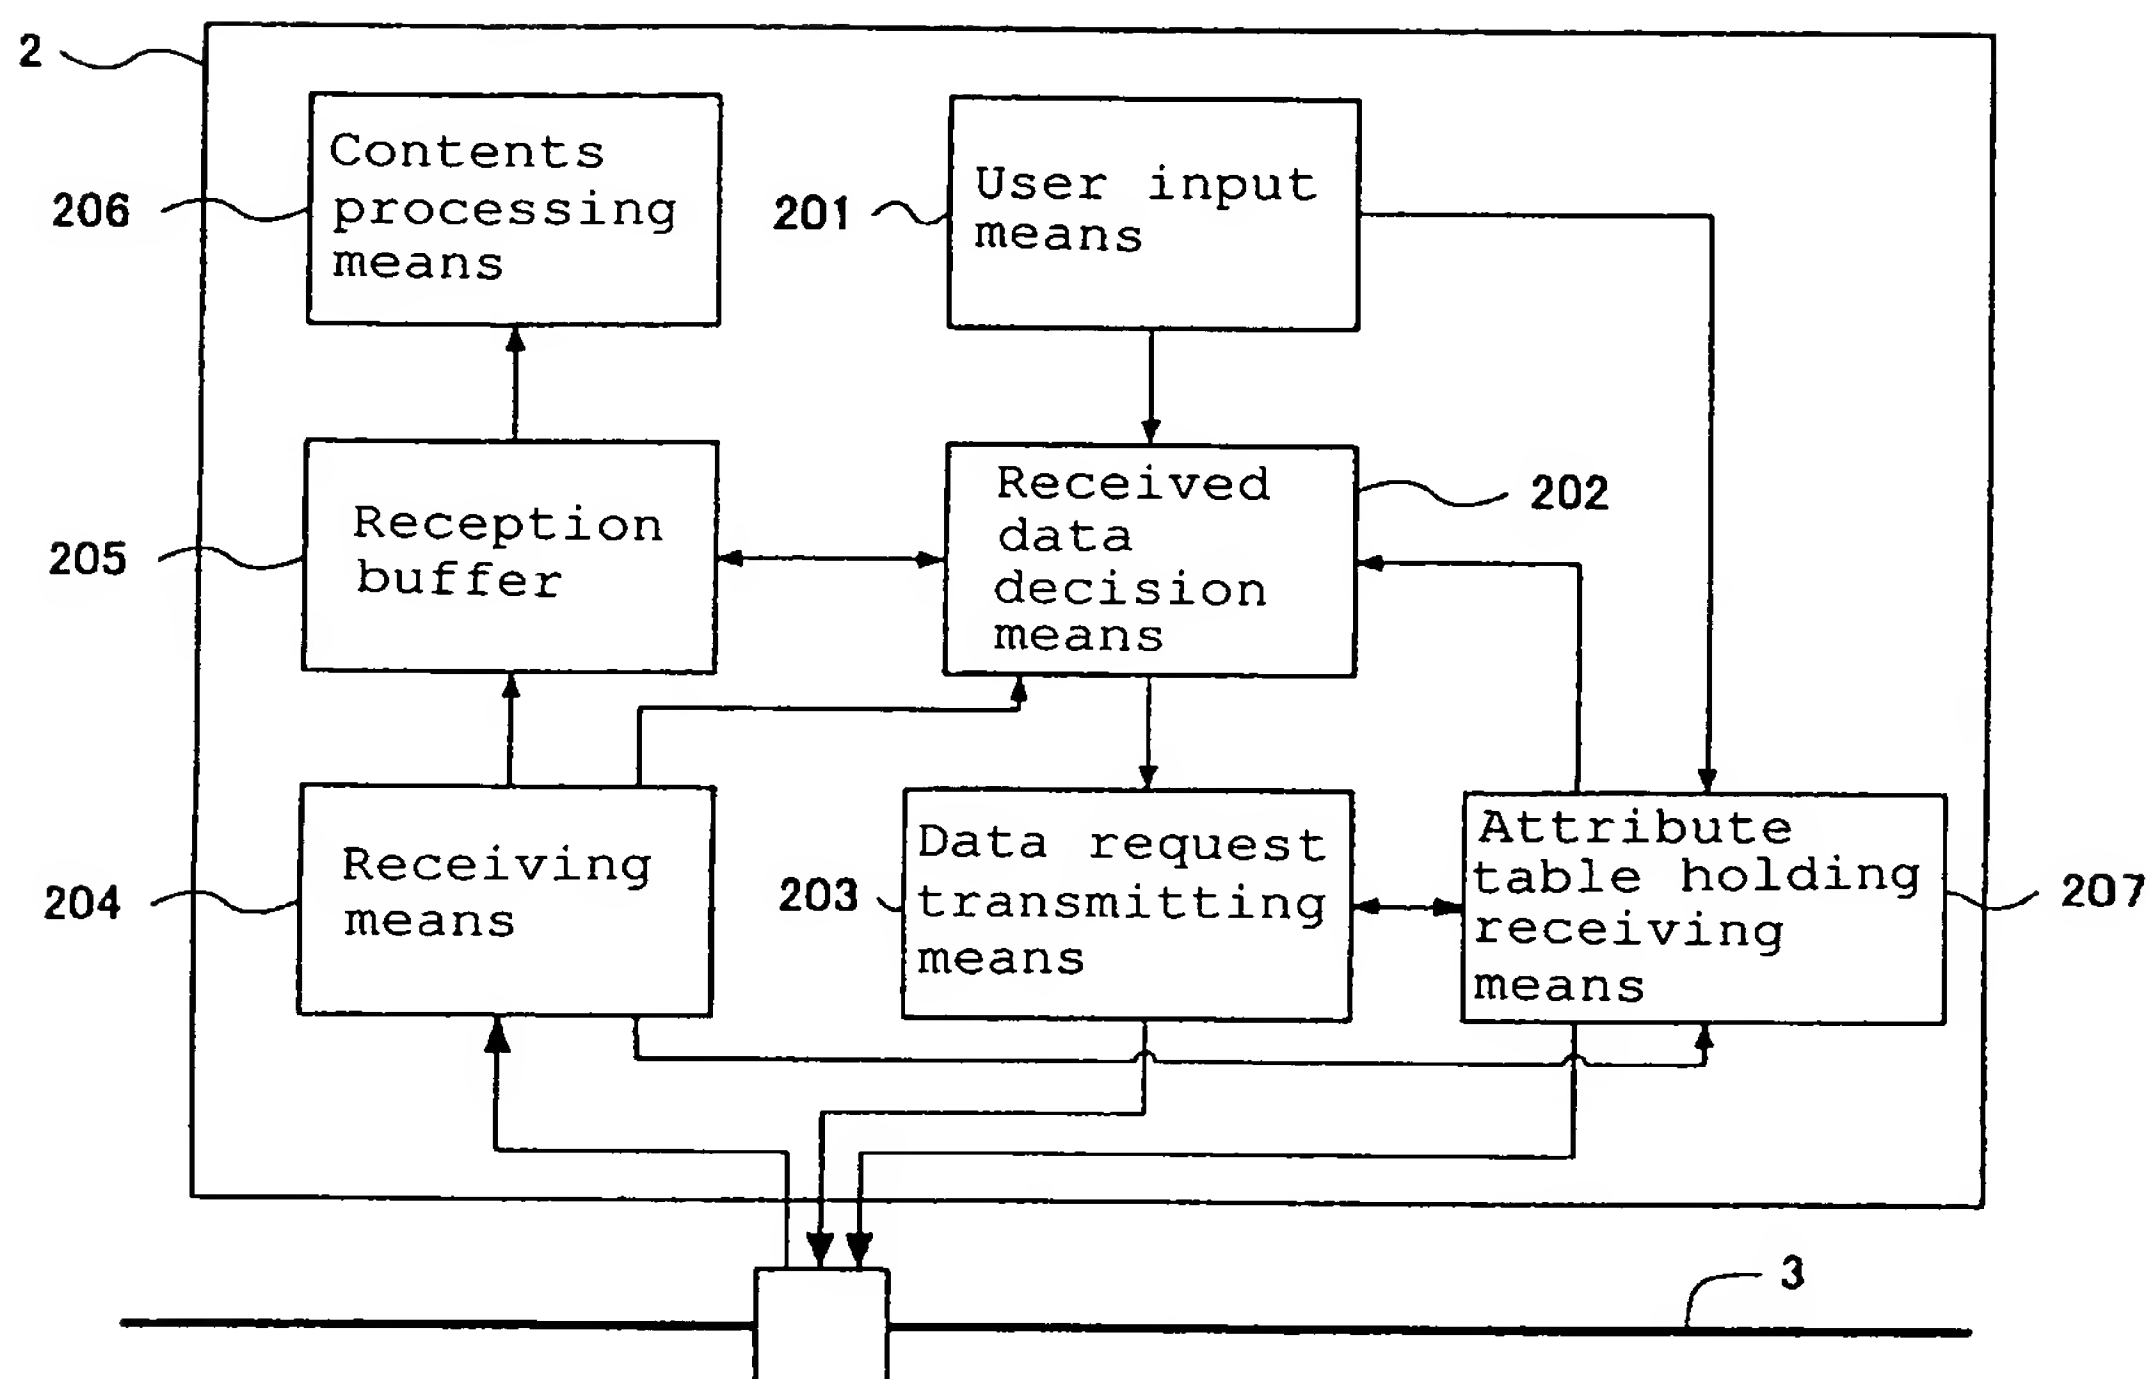 2
Contents
processing
means
206
User input
means
201
Reception
buffer
205
Received
data
decision
means
202
Receiving
means
204
Data request
transmitting
means
203
Attribute
table holding
receiving
means
207
3